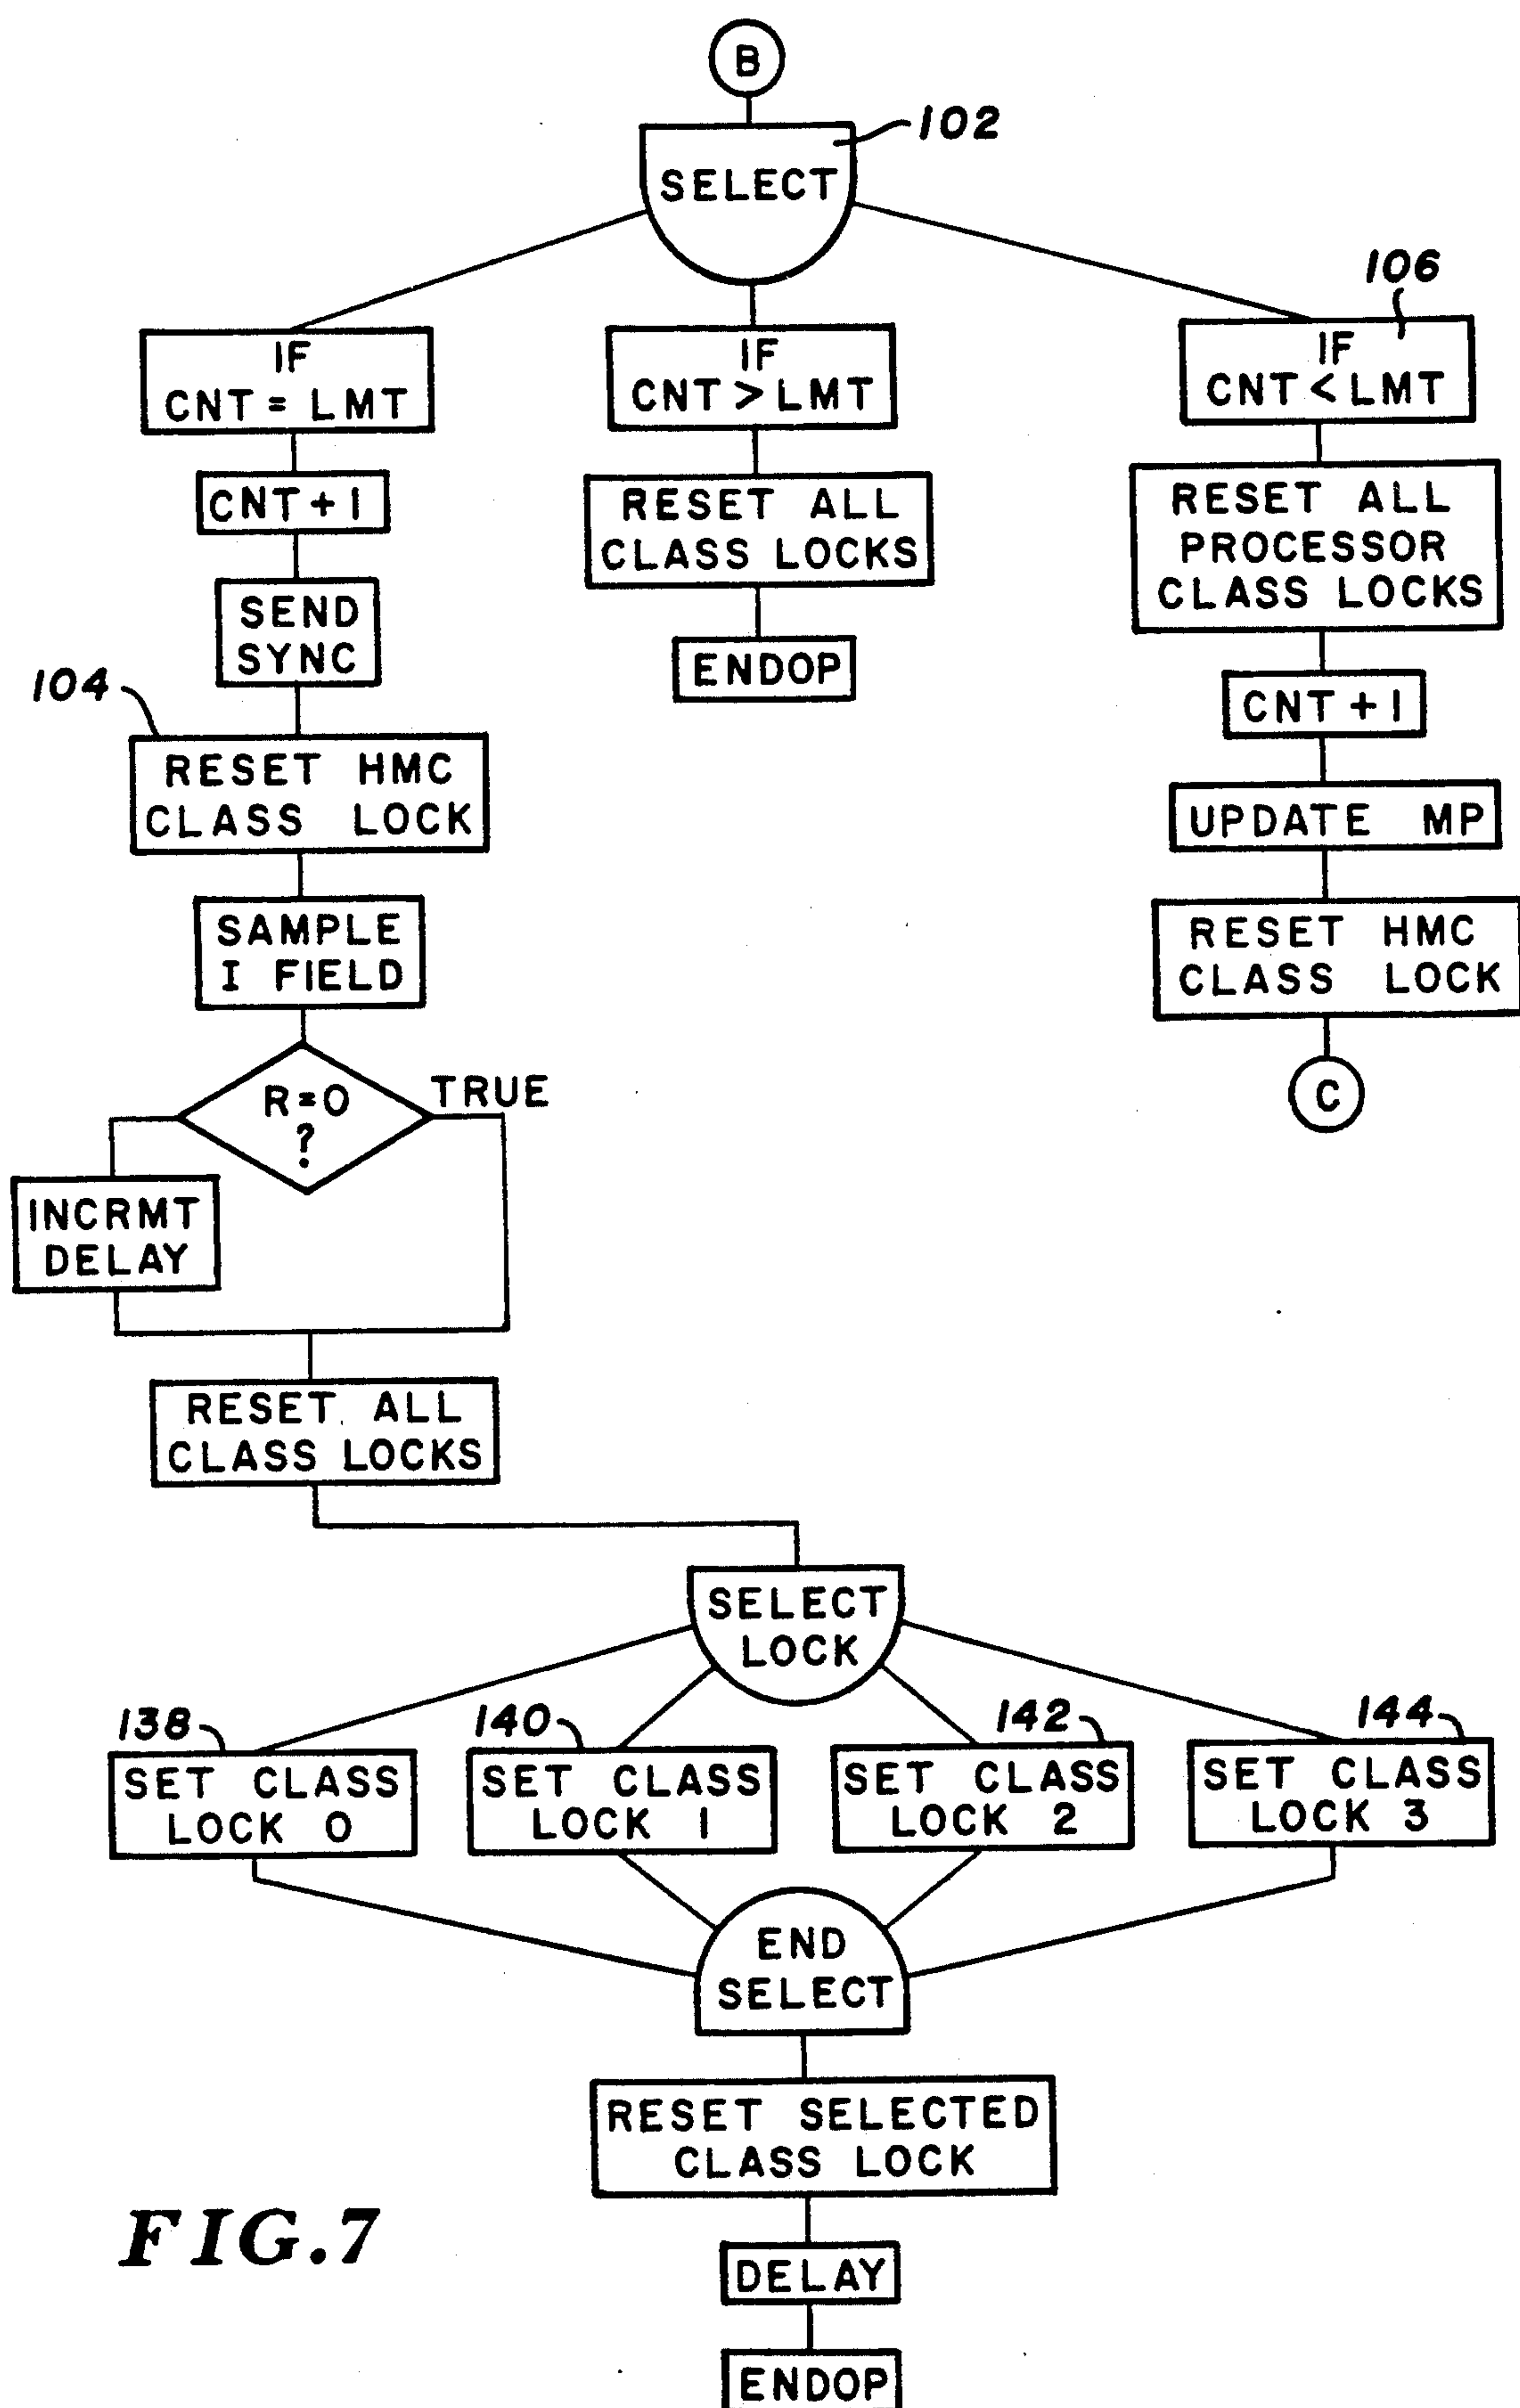 B
102
SELECT
106
IF
CNT = LMT
IF
CNT > LMT
IF
CNT < LMT
CNT + 1
RESET ALL
CLASS LOCKS
RESET ALL
PROCESSOR
CLASS LOCKS
SEND
SYNC
ENDOP
CNT + 1
104
RESET HMC
CLASS LOCK
UPDATE MP
SAMPLE
I FIELD
RESET HMC
CLASS LOCK
R=0
?
TRUE
C
INCRMT
DELAY
RESET ALL
CLASS LOCKS
SELECT
LOCK
138
140
142
144
SET CLASS
LOCK 0
SET CLASS
LOCK 1
SET CLASS
LOCK 2
SET CLASS
LOCK 3
END
SELECT
RESET SELECTED
CLASS LOCK
FIG.7
DELAY
ENDOP